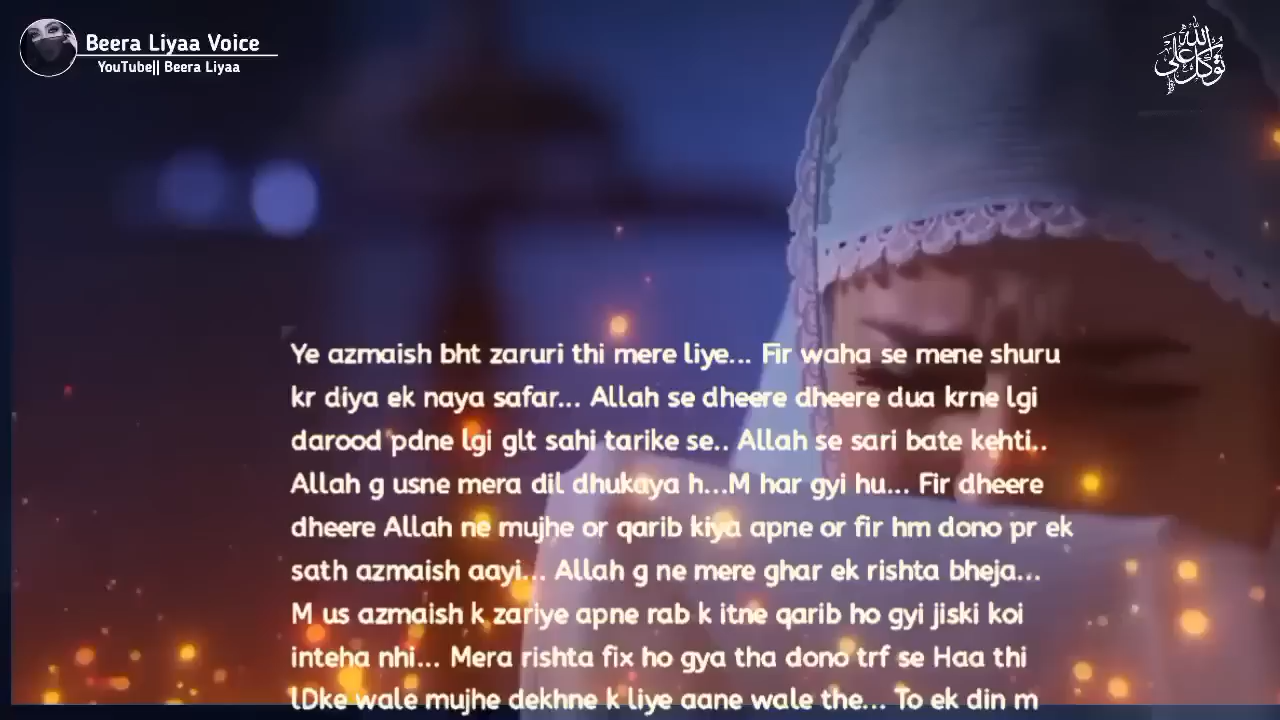 Beera Liyaa Voice
YouTube|| Beera Liyaa
توكل على الله
Ye azmaish bht zaruri thi mere liye... Fir waha se mene shuru
kr diya ek naya safar... Allah se dheere dheere dua krne lgi
darood pdne lgi glt sahi tarike se.. Allah se sari bate kehti..
Allah g usne mera dil dhukaya h...M har gyi hu... Fir dheere
dheere Allah ne mujhe or qarib kiya apne or fir hm dono pr ek
sath azmaish aayi... Allah g ne mere ghar ek rishta bheja...
M us azmaish k zariye apne rab k itne qarib ho gyi jiski koi
inteha nhi... Mera rishta fix ho gya tha dono trf se Haa thi
lDke wale mujhe dekhne k liye aane wale the... To ek din m